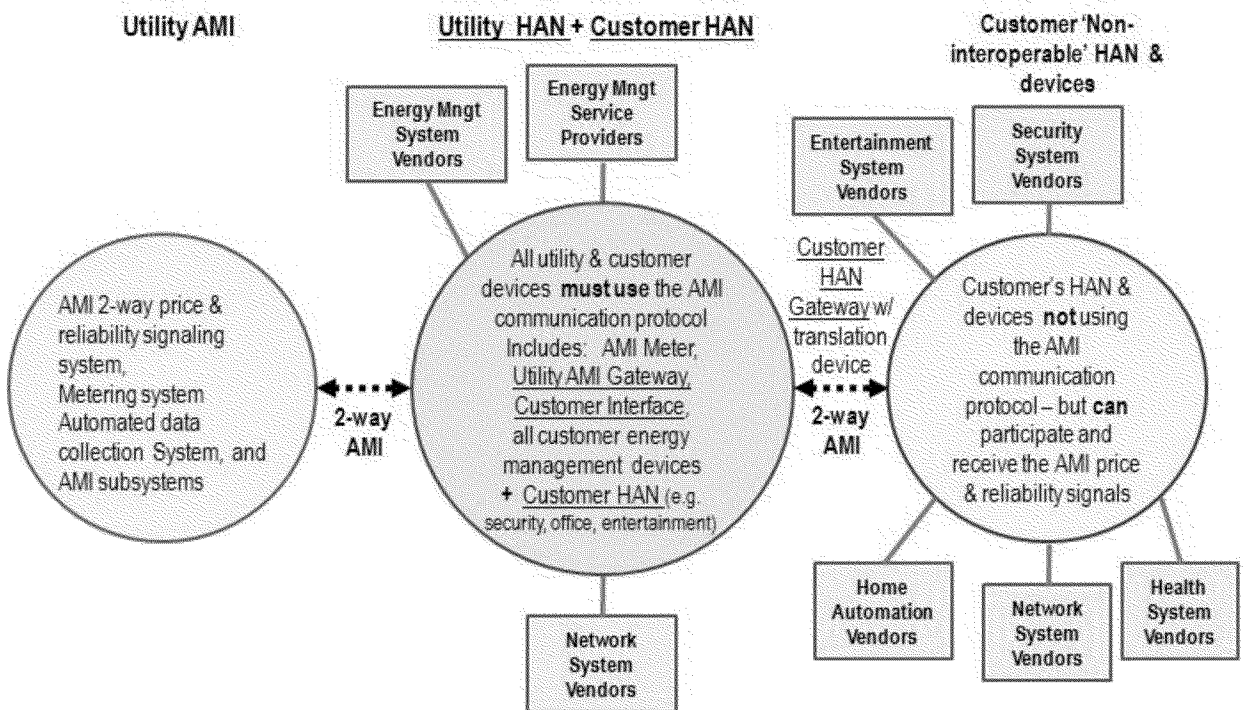 Utility AMI
Utility HAN + Customer HAN
Customer 'Non-
interoperable' HAN &
devices
Energy Mngt
System
Vendors
Energy Mngt
Service
Providers
Entertainment
System
Vendors
Security
System
Vendors
AMI 2-way price &
reliability signaling
system,
Metering system
Automated data
collection System, and
AMI subsystems
2-way
AMI
All utility & customer
devices must use the AMI
communication protocol
Includes: AMI Meter,
Utility AMI Gateway,
Customer Interface,
all customer energy
management devices
+ Customer HAN (e.g.
security, office, entertainment)
Customer
HAN
Gateway w/
translation
device
2-way
AMI
Customer's HAN &
devices not using
the AMI
communication
protocol – but can
participate and
receive the AMI price
& reliability signals
Network
System
Vendors
Home
Automation
Vendors
Network
System
Vendors
Health
System
Vendors